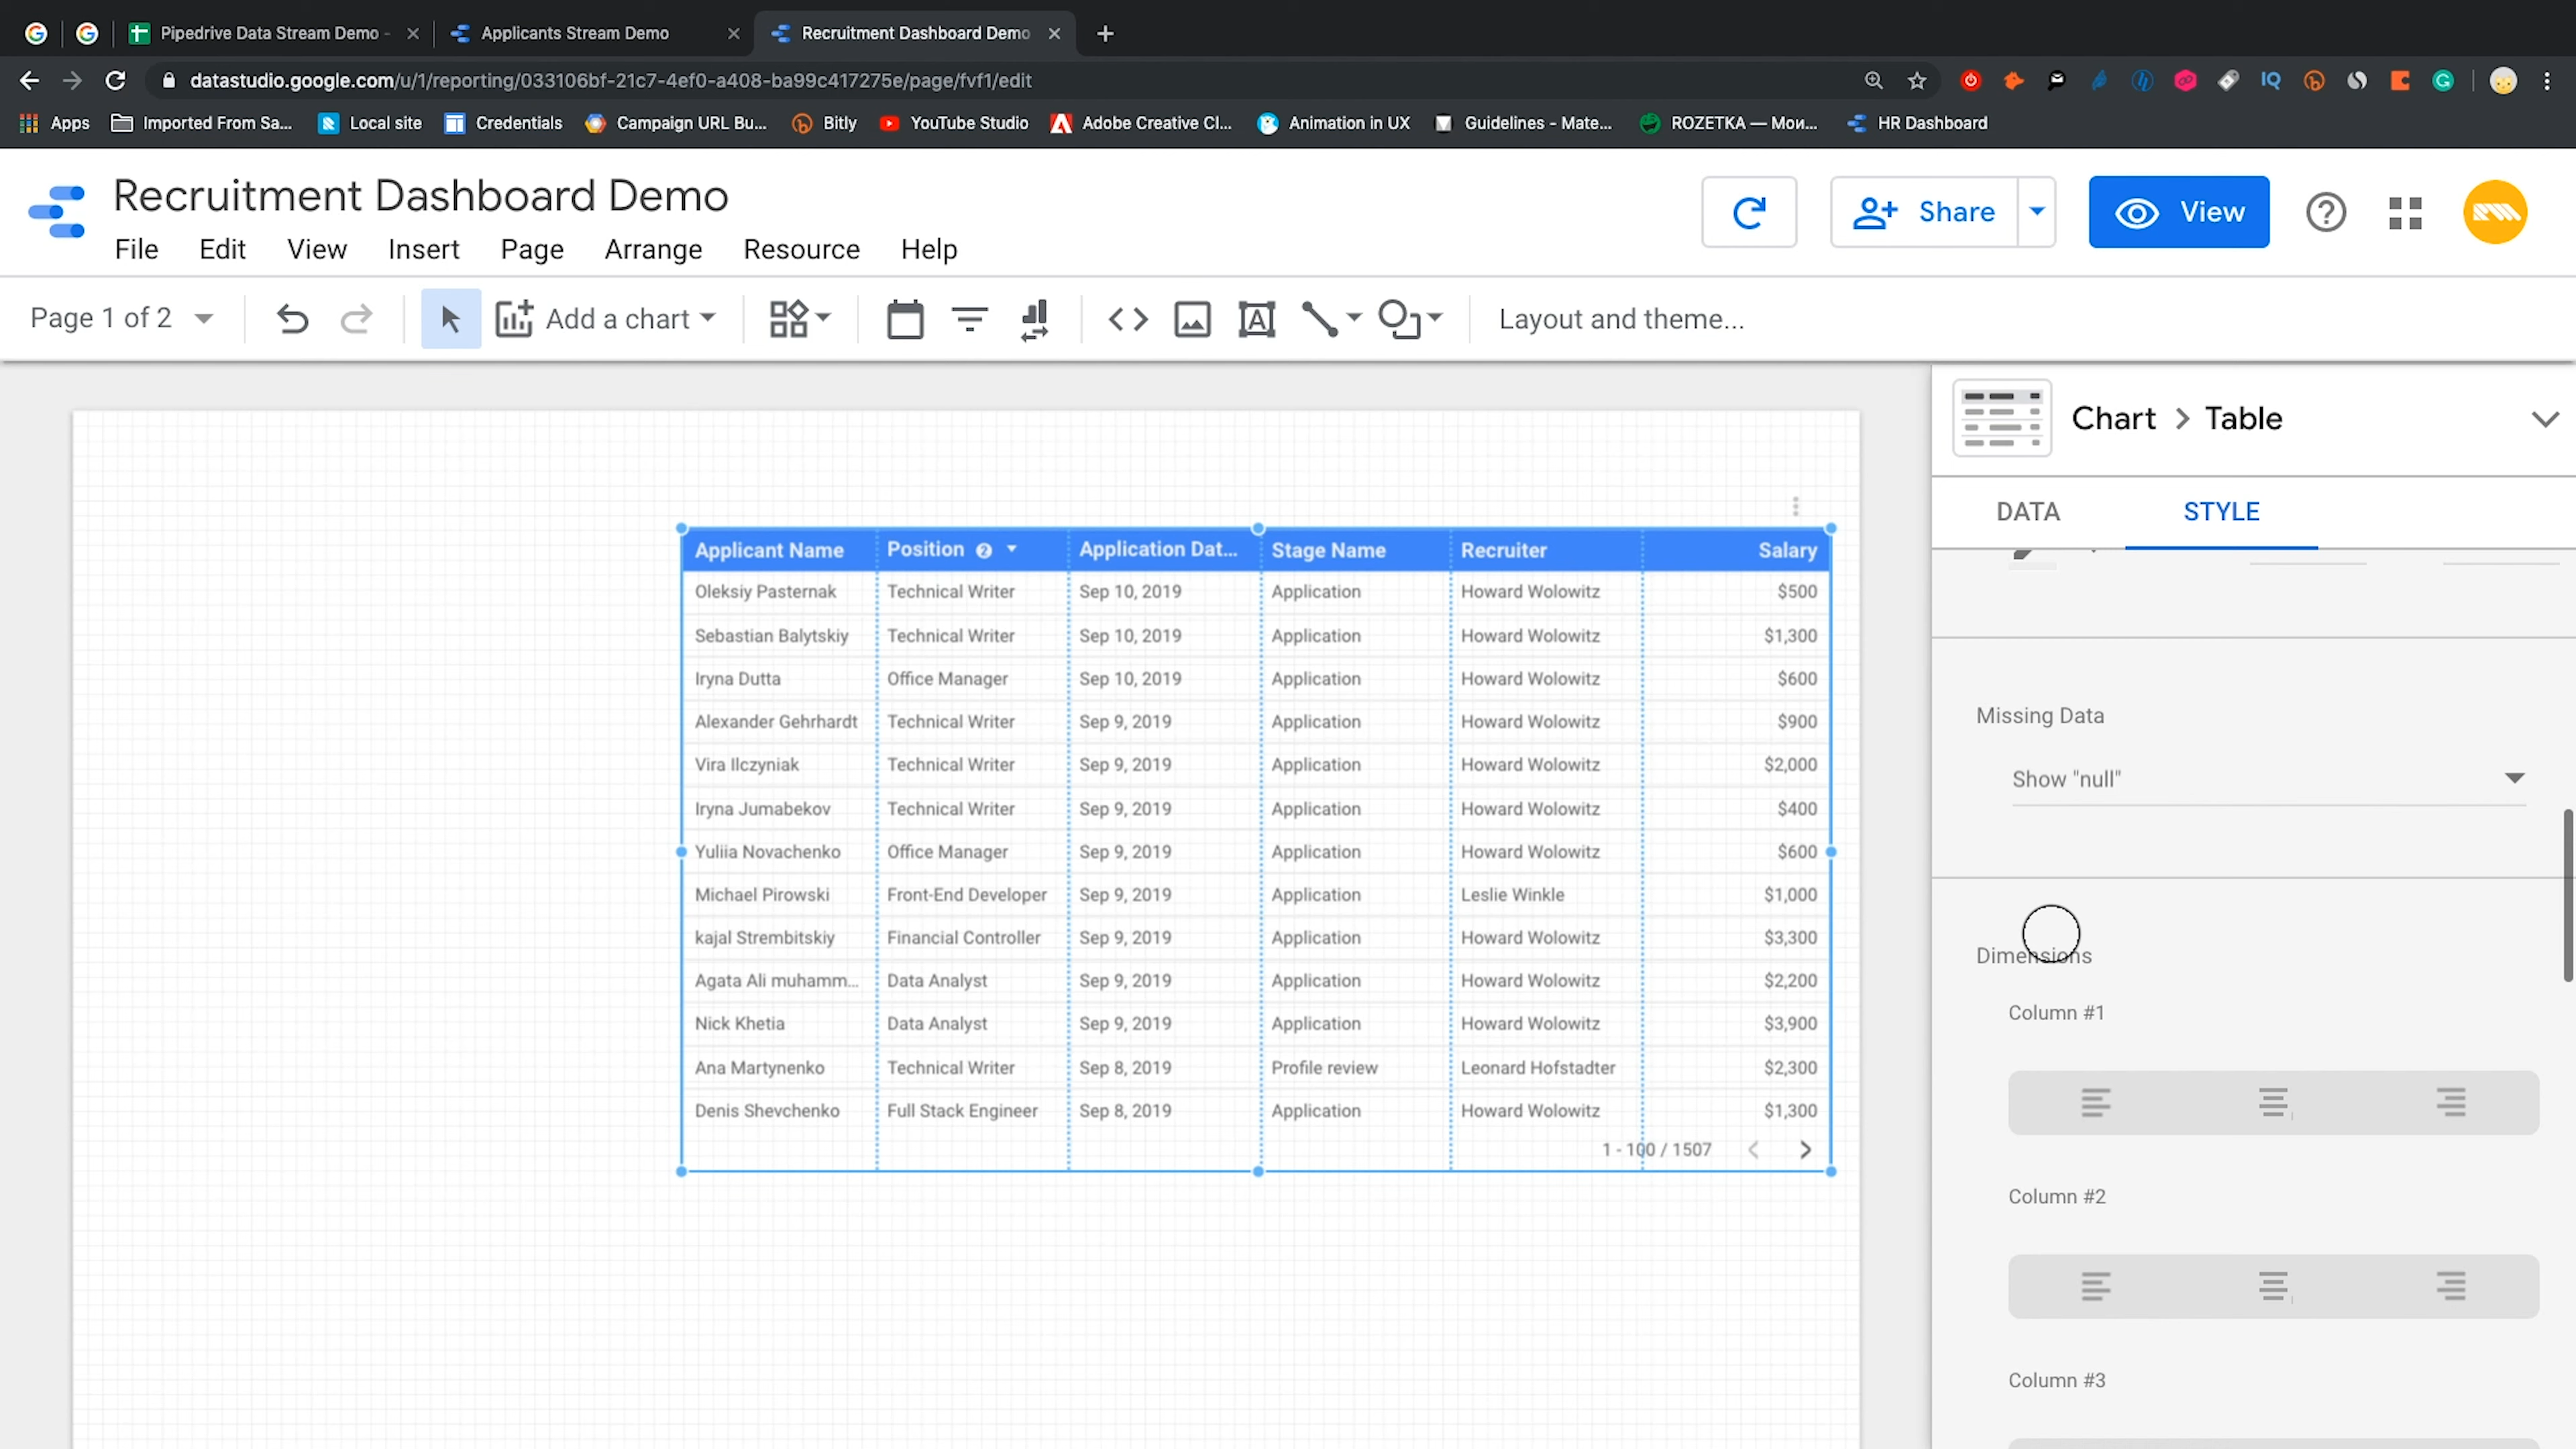 Pipedrive Data Stream Demo -
Applicants Stream Demo
Recruitment Dashboard Demo
datastudio.google.com/u/1/reporting/033106bf-21c7-4ef0-a408-ba99c417275e/page/fvf1/edit
Apps
Imported From Sa...
Local site
Credentials
Campaign URL Bu...
Bitly
YouTube Studio
Adobe Creative Cl...
Animation in UX
Guidelines - Mate...
ROZETKA — Мои...
HR Dashboard
Recruitment Dashboard Demo
File Edit View Insert Page Arrange Resource Help
Share
View
Page 1 of 2
Add a chart
Layout and theme...
Chart > Table
DATA STYLE
Applicant Name Position 2 Application Dat... Stage Name Recruiter Salary
Oleksiy Pasternak Technical Writer Sep 10, 2019 Application Howard Wolowitz $500
Sebastian Balytskiy Technical Writer Sep 10, 2019 Application Howard Wolowitz $1,300
Iryna Dutta Office Manager Sep 10, 2019 Application Howard Wolowitz $600
Alexander Gehrhardt Technical Writer Sep 9, 2019 Application Howard Wolowitz $900
Vira Ilczyniak Technical Writer Sep 9, 2019 Application Howard Wolowitz $2,000
Iryna Jumabekov Technical Writer Sep 9, 2019 Application Howard Wolowitz $400
Yuliia Novachenko Office Manager Sep 9, 2019 Application Howard Wolowitz $600
Michael Pirowski Front-End Developer Sep 9, 2019 Application Leslie Winkle $1,000
kajal Strembitskiy Financial Controller Sep 9, 2019 Application Howard Wolowitz $3,300
Agata Ali muhamm... Data Analyst Sep 9, 2019 Application Howard Wolowitz $2,200
Nick Khetia Data Analyst Sep 9, 2019 Application Howard Wolowitz $3,900
Ana Martynenko Technical Writer Sep 8, 2019 Profile review Leonard Hofstadter $2,300
Denis Shevchenko Full Stack Engineer Sep 8, 2019 Application Howard Wolowitz $1,300
1 - 100 / 1507
Missing Data
Show "null"
Dimensions
Column #1
Column #2
Column #3